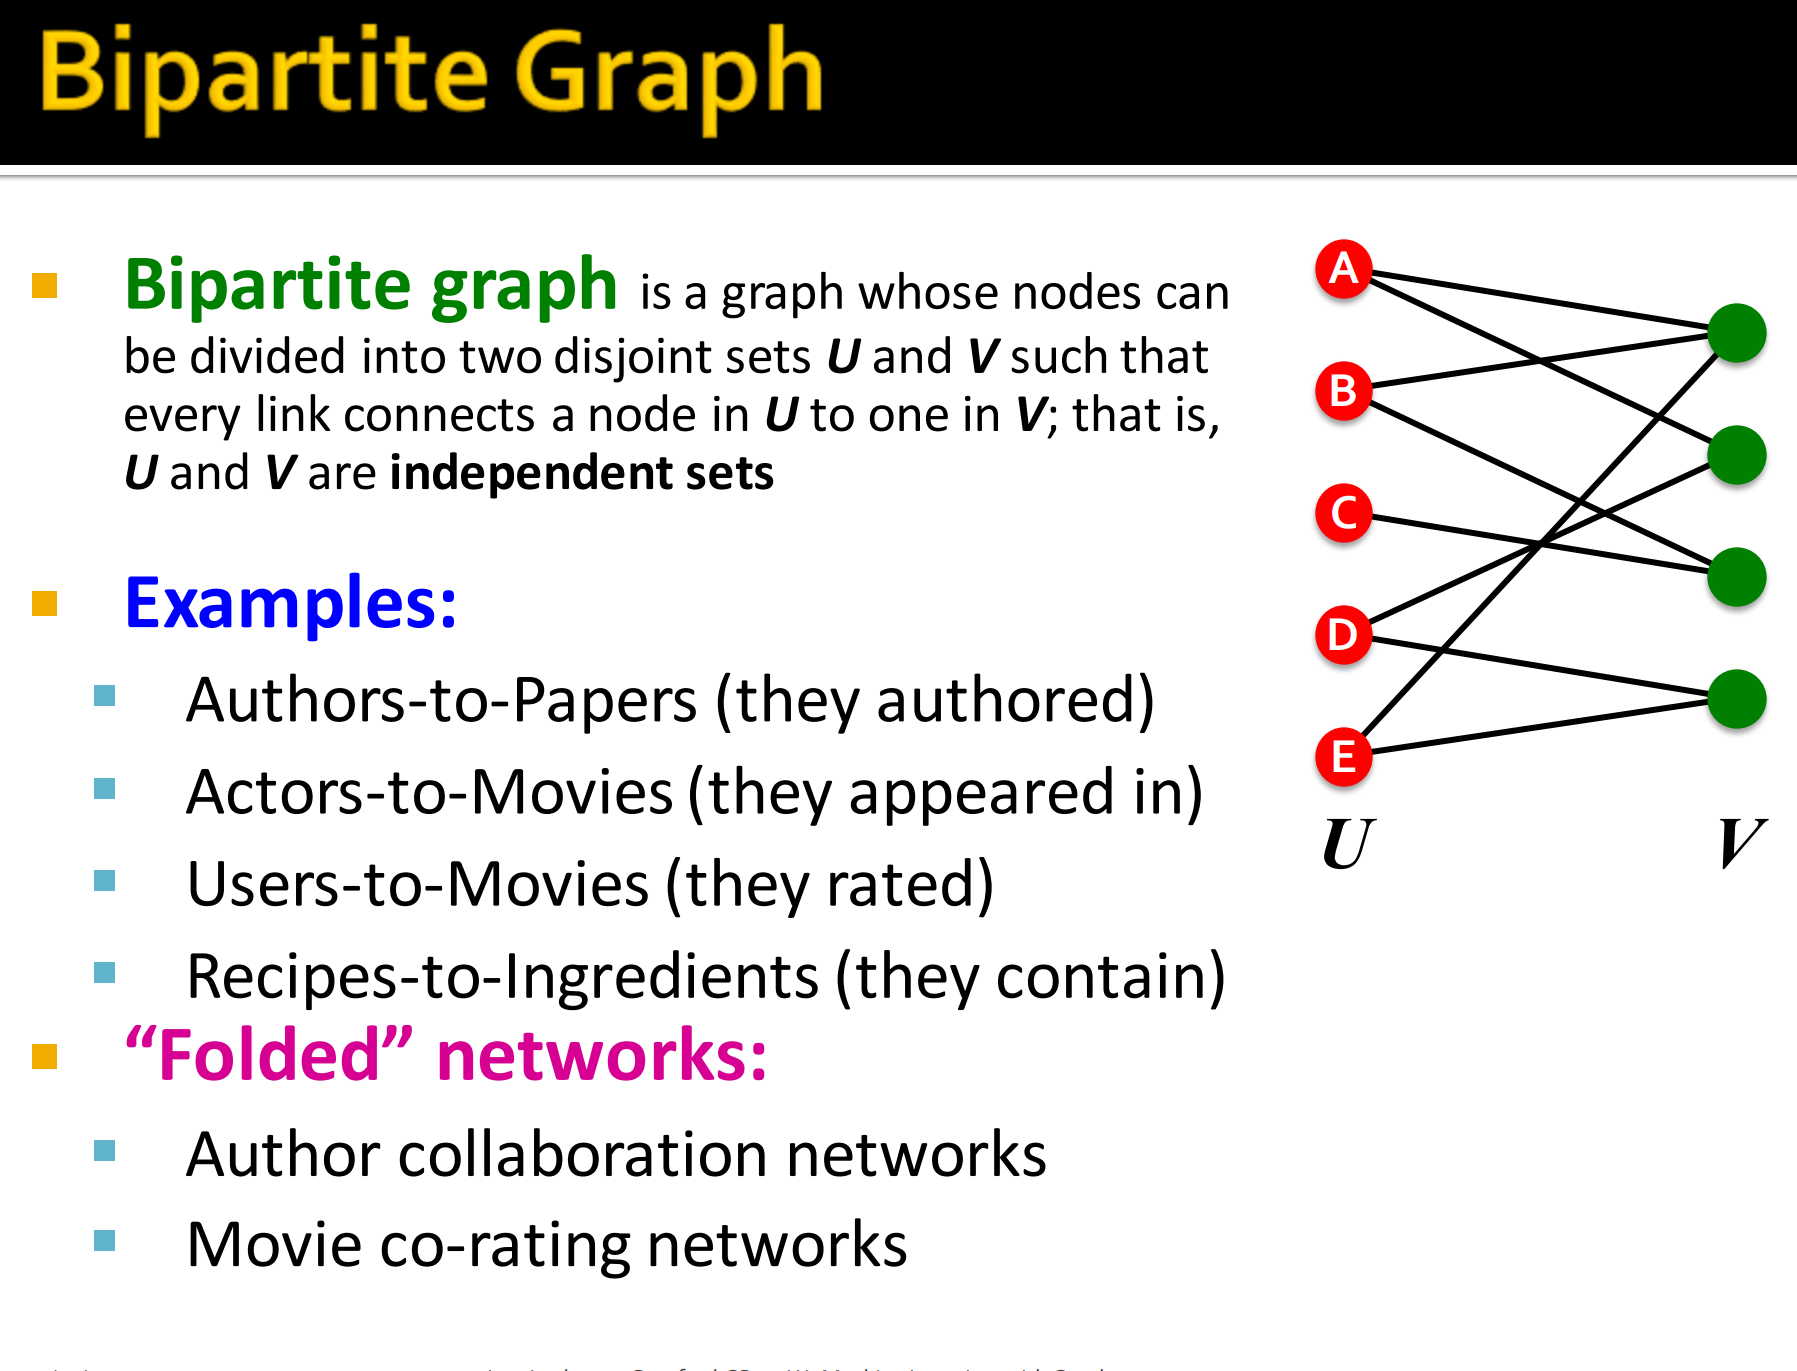 Bipartite Graph
Bipartite graph is a graph whose nodes can
be divided into two disjoint sets U and V such that
every link connects a node in U to one in V; that is,
U and V are independent sets
Examples:
Authors-to-Papers (they authored)
Actors-to-Movies (they appeared in)
Users-to-Movies (they rated)
Recipes-to-Ingredients (they contain)
“Folded” networks:
Author collaboration networks
Movie co-rating networks
A
B
C
D
E
U
V